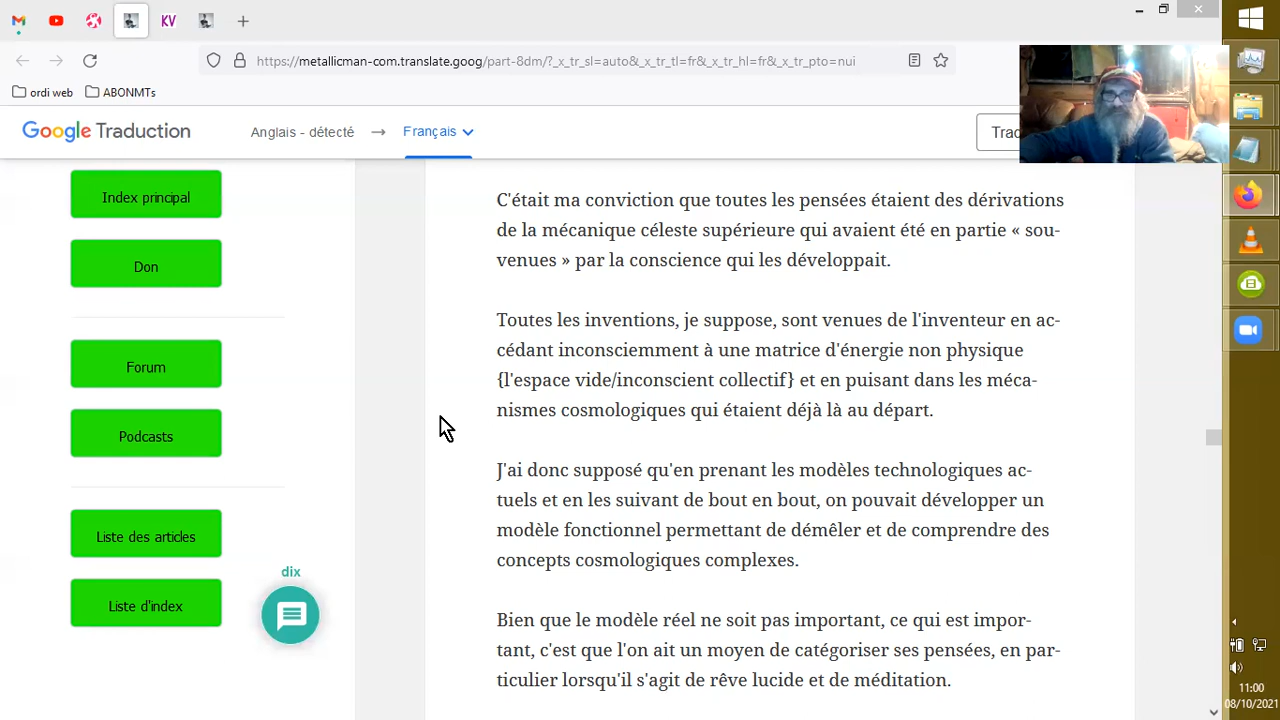 KV
https://metallicman-com.translate.goog/part-8dny/?_x_tr_sl=auto&_x_tr_tl=fr&_x_tr_hl=fr&_x_tr_pto=nui
ordi web
ABONMTs
Google Traduction
Anglais - détecté
Français
Trad
Index principal
Don
Forum
Podcasts
Liste des articles
Liste d'index
dix
C'était ma conviction que toutes les pensées étaient des dérivations
de la mécanique céleste supérieure qui avaient été en partie « sou-
venues » par la conscience qui les développait.
Toutes les inventions, je suppose, sont venues de l'inventeur en ac-
cédant inconsciemment à une matrice d'énergie non physique
{l'espace vide/inconscient collectif} et en puisant dans les méca-
nismes cosmologiques qui étaient déjà là au départ.
J'ai donc supposé qu'en prenant les modèles technologiques ac-
tuels et en les suivant de bout en bout, on pouvait développer un
modèle fonctionnel permettant de démêler et de comprendre des
concepts cosmologiques complexes.
Bien que le modèle réel ne soit pas important, ce qui est impor-
tant, c'est que l'on ait un moyen de catégoriser ses pensées, en par-
ticulier lorsqu'il s'agit de rêve lucide et de méditation.
11:00
08/10/2021